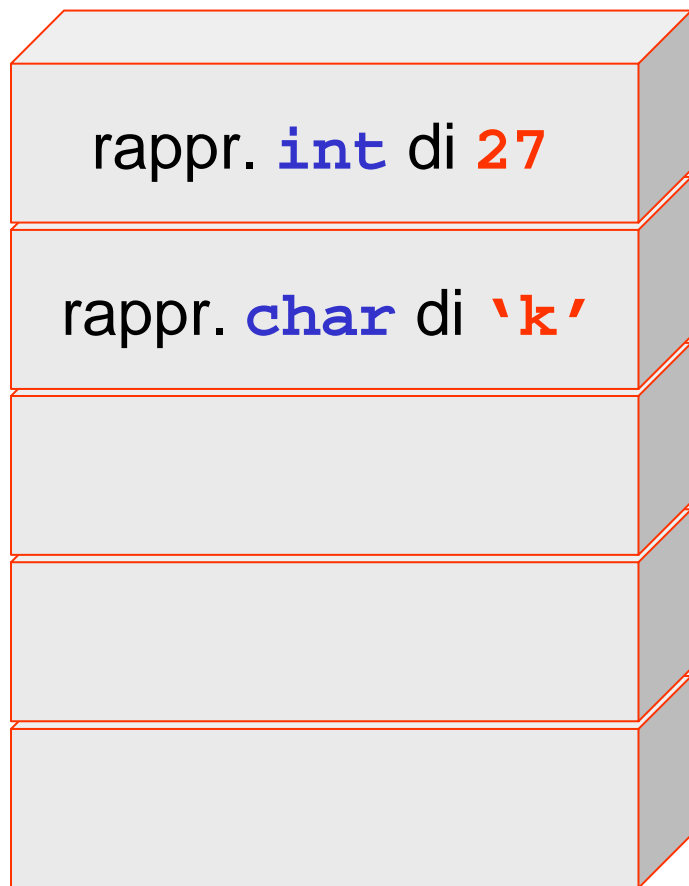 rappr. int di 27
rappr. char di ‘k’